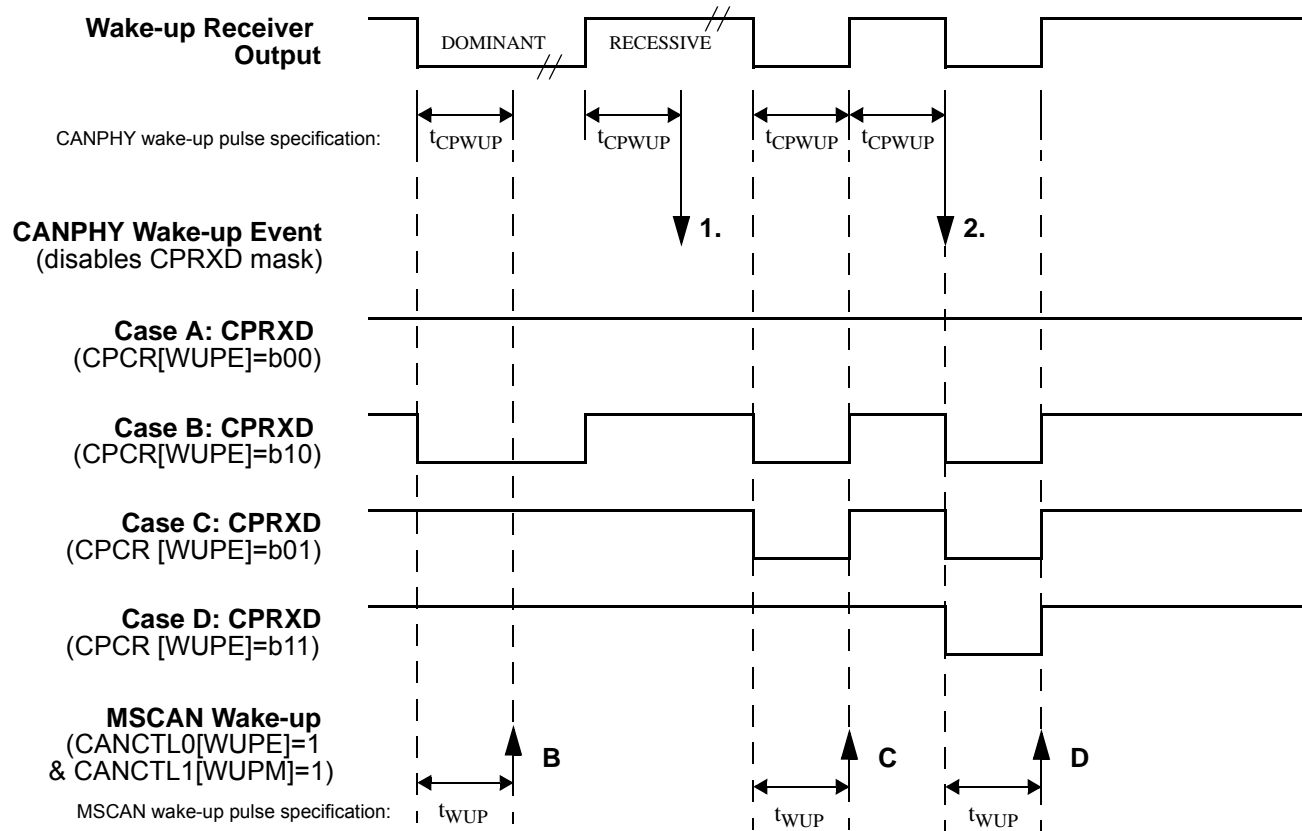 Wake-up Receiver
Output
DOMINANT
RECESSIVE
CANPHY wake-up pulse specification:
tCPWUP
tCPWUP
tCPWUP
tCPWUP
CANPHY Wake-up Event
(disables CPRXD mask)
1.
2.
Case A: CPRXD
(CPCR[WUPE]=b00)
Case B: CPRXD
(CPCR[WUPE]=b10)
Case C: CPRXD
(CPCR [WUPE]=b01)
Case D: CPRXD
(CPCR [WUPE]=b11)
MSCAN Wake-up
(CANCTL0[WUPE]=1
& CANCTL1[WUPM]=1)
B
C
D
MSCAN wake-up pulse specification:
tWUP
tWUP
tWUP